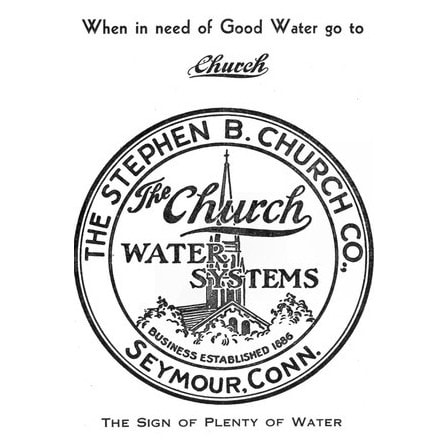 When in need of Good Water go to
Church
THE STEPHEN B. CHURCH CO.,
The Church
WATER
SYSTEMS
BUSINESS ESTABLISHED 1886
SEYMOUR, CONN.
THE SIGN OF PLENTY OF WATER